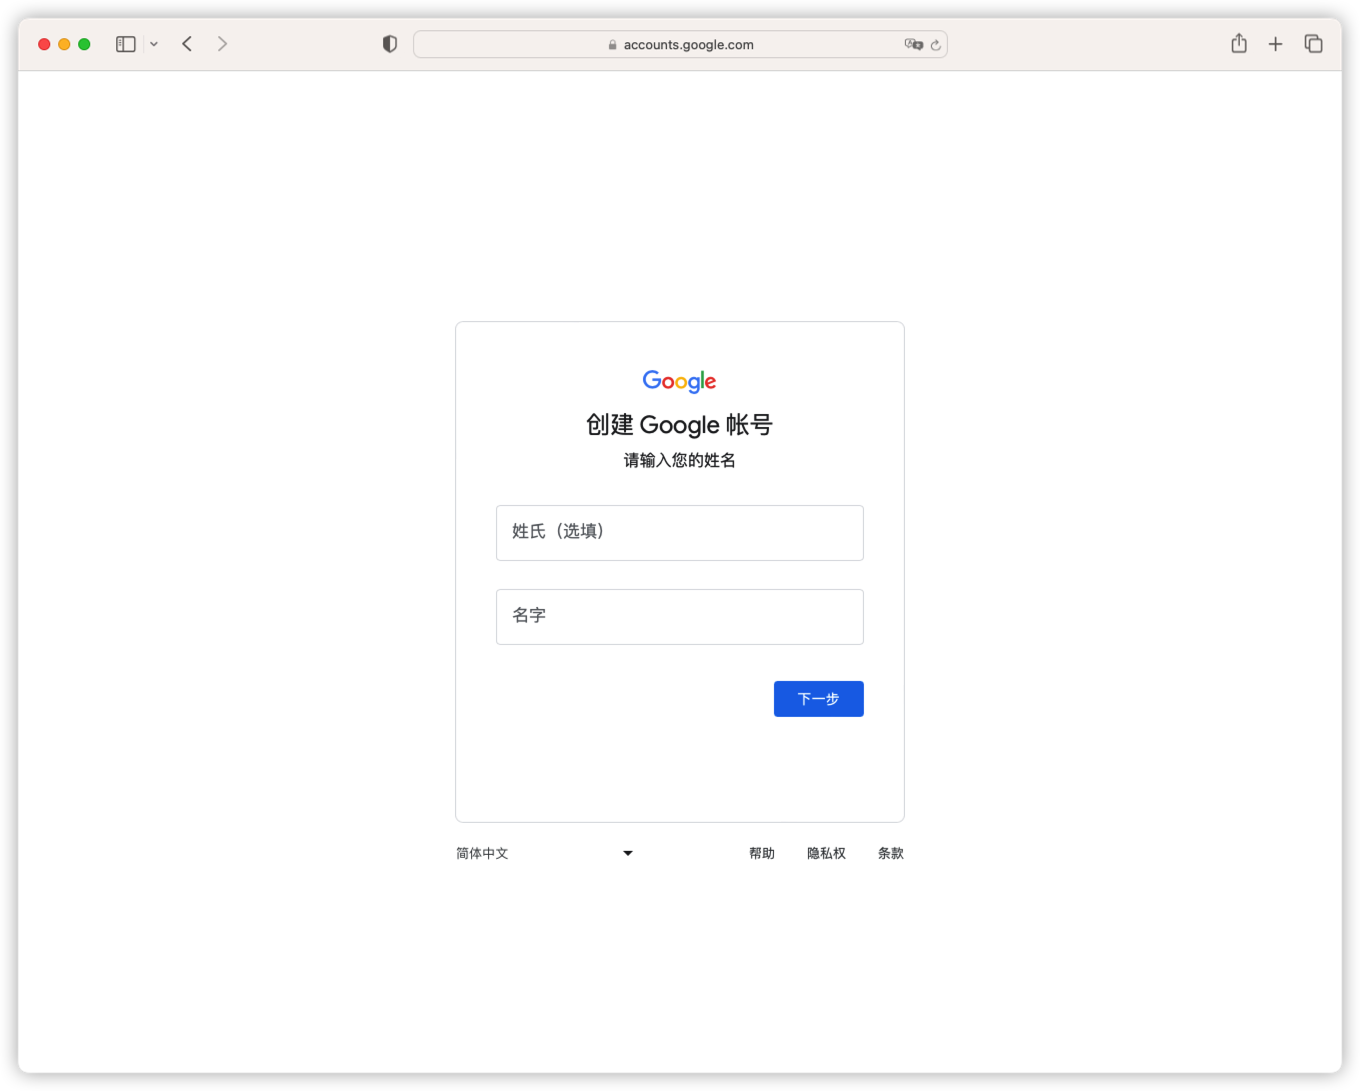 accounts.google.com
Google
创建 Google 帐号
请输入您的姓名
姓氏（选填）
名字
下一步
简体中文 帮助 隐私权 条款